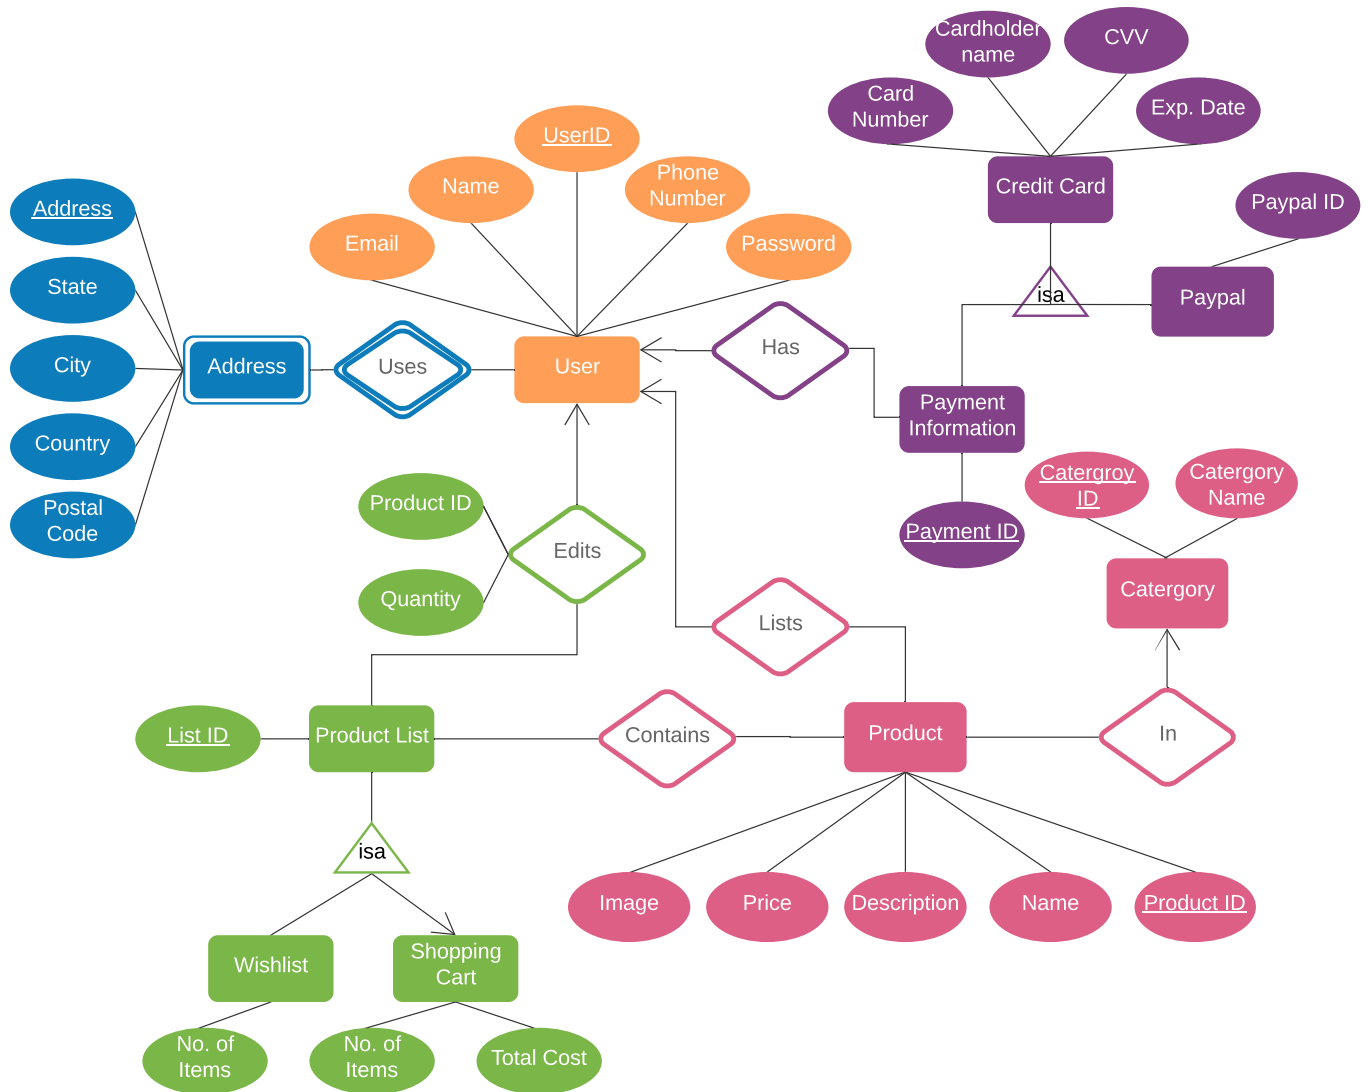 Cardholder
name
CVV
Card
Number
Exp. Date
Credit Card
Paypal ID
isa
Paypal
UserID
Name
Phone
Number
Email
Password
Address
State
City
Country
Postal
Code
Address
Uses
User
Has
Payment
Information
Payment ID
Catergroy
ID
Catergory
Name
Catergory
Product ID
Quantity
Edits
Lists
List ID
Product List
Contains
Product
In
isa
Image
Price
Description
Name
Product ID
Wishlist
Shopping
Cart
No. of
Items
No. of
Items
Total Cost